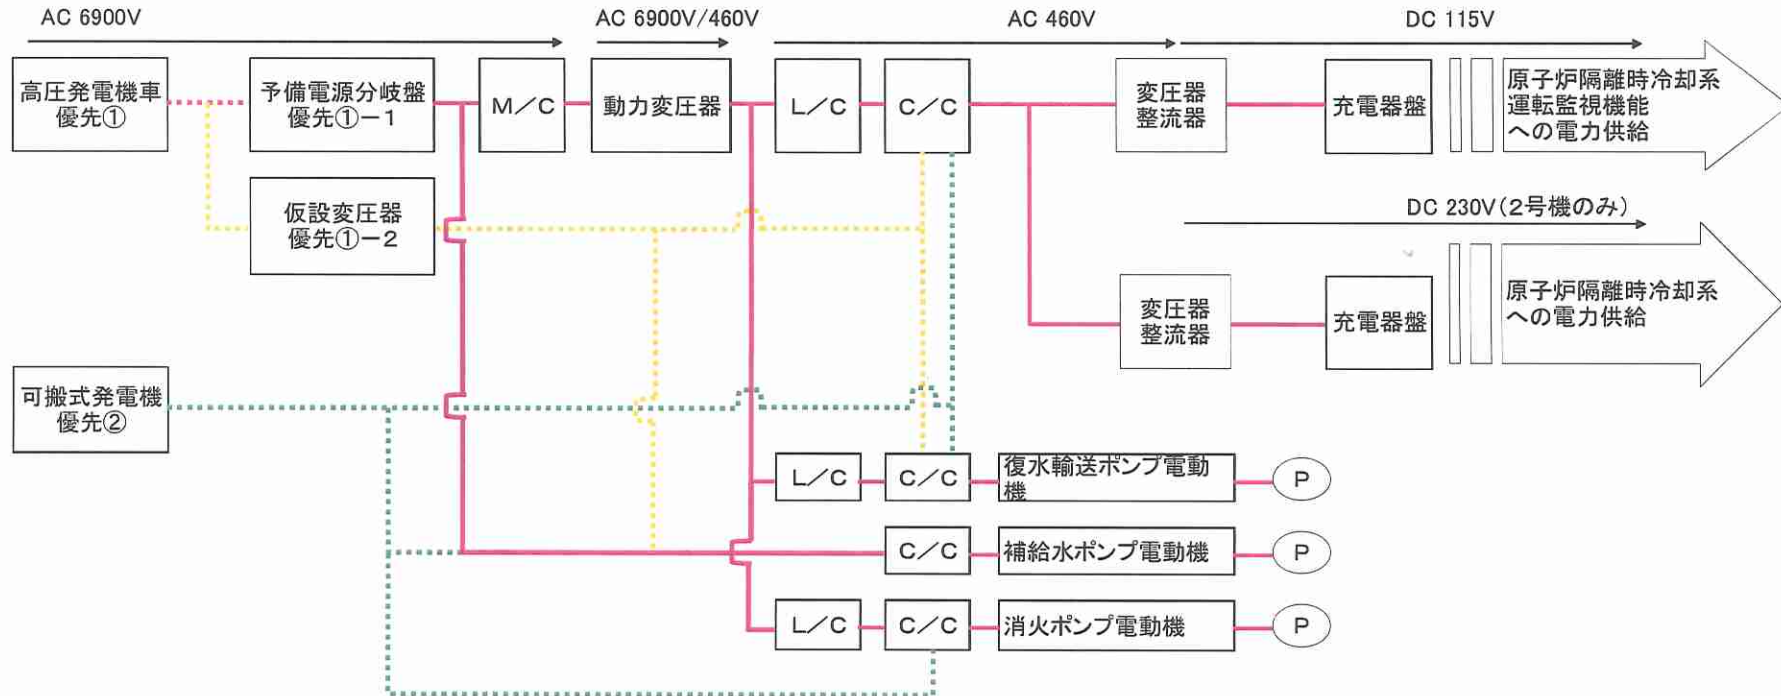 AC 6900V
AC 6900V/460V
AC 460V
DC 115V
高圧発電機車
優先①
予備電源分岐盤
優先①－1
M／C
動力変圧器
L／C
C／C
変圧器
整流器
充電器盤
原子炉隔離時冷却系
運転監視機能
への電力供給
仮設変圧器
優先①－2
DC 230V(2号機のみ)
変圧器
整流器
充電器盤
原子炉隔離時冷却系
への電力供給
可搬式発電機
優先②
L／C
C／C
復水輸送ポンプ電動
機
P
C／C
補給水ポンプ電動機
P
L／C
C／C
消火ポンプ電動機
P